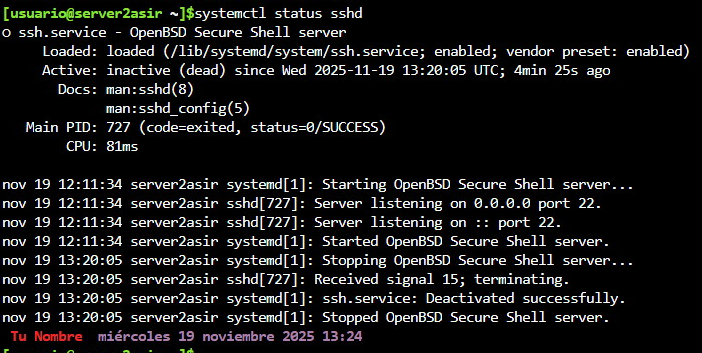 [usuario@server2asir ~]$systemctl status sshd
○ ssh.service - OpenBSD Secure Shell server
Loaded: loaded (/lib/systemd/system/ssh.service; enabled; vendor preset: enabled)
Active: inactive (dead) since Wed 2025-11-19 13:20:05 UTC; 4min 25s ago
Docs: man:sshd(8)
man:sshd_config(5)
Main PID: 727 (code=exited, status=0/SUCCESS)
CPU: 81ms
nov 19 12:11:34 server2asir systemd[1]: Starting OpenBSD Secure Shell server...
nov 19 12:11:34 server2asir sshd[727]: Server listening on 0.0.0.0 port 22.
nov 19 12:11:34 server2asir sshd[727]: Server listening on :: port 22.
nov 19 12:11:34 server2asir systemd[1]: Started OpenBSD Secure Shell server.
nov 19 13:20:05 server2asir systemd[1]: Stopping OpenBSD Secure Shell server...
nov 19 13:20:05 server2asir sshd[727]: Received signal 15; terminating.
nov 19 13:20:05 server2asir systemd[1]: ssh.service: Deactivated successfully.
nov 19 13:20:05 server2asir systemd[1]: Stopped OpenBSD Secure Shell server.
Tu Nombre miércoles 19 noviembre 2025 13:24